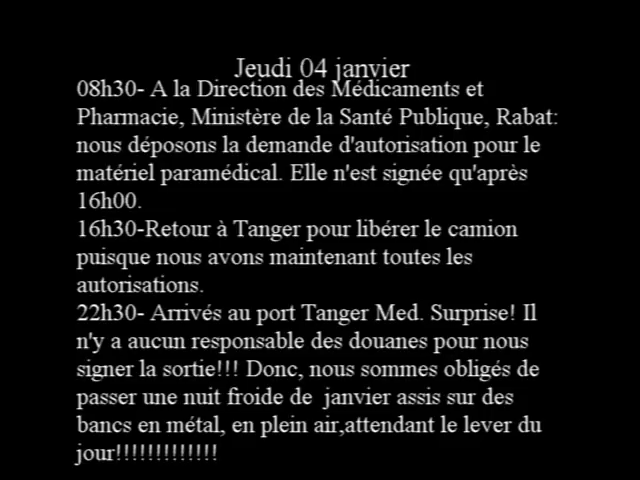 Jeudi 04 janvier
08h30- A la Direction des Médicaments et
Pharmacie, Ministère de la Santé Publique, Rabat:
nous déposons la demande d'autorisation pour le
matériel paramédical. Elle n'est signée qu'après
16h00.
16h30-Retour à Tanger pour libérer le camion
puisque nous avons maintenant toutes les
autorisations.
22h30- Arrivés au port Tanger Med. Surprise! Il
n'y a aucun responsable des douanes pour nous
signer la sortie!!! Donc, nous sommes obligés de
passer une nuit froide de  janvier assis sur des
bancs en métal, en plein air,attendant le lever du
jour!!!!!!!!!!!!!